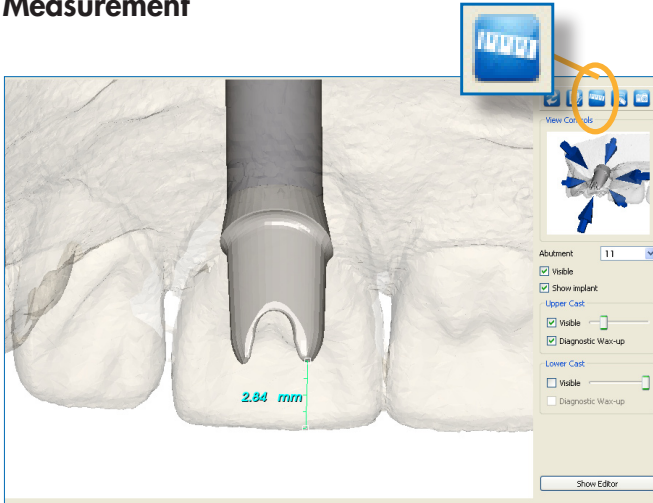 Measurement
View Controls
Abutment 11
Visible
Show implant
Upper Cast
Visible
Diagnostic Wax-up
Lower Cast
Visible
Diagnostic Wax-up
2.84 mm
Show Editor